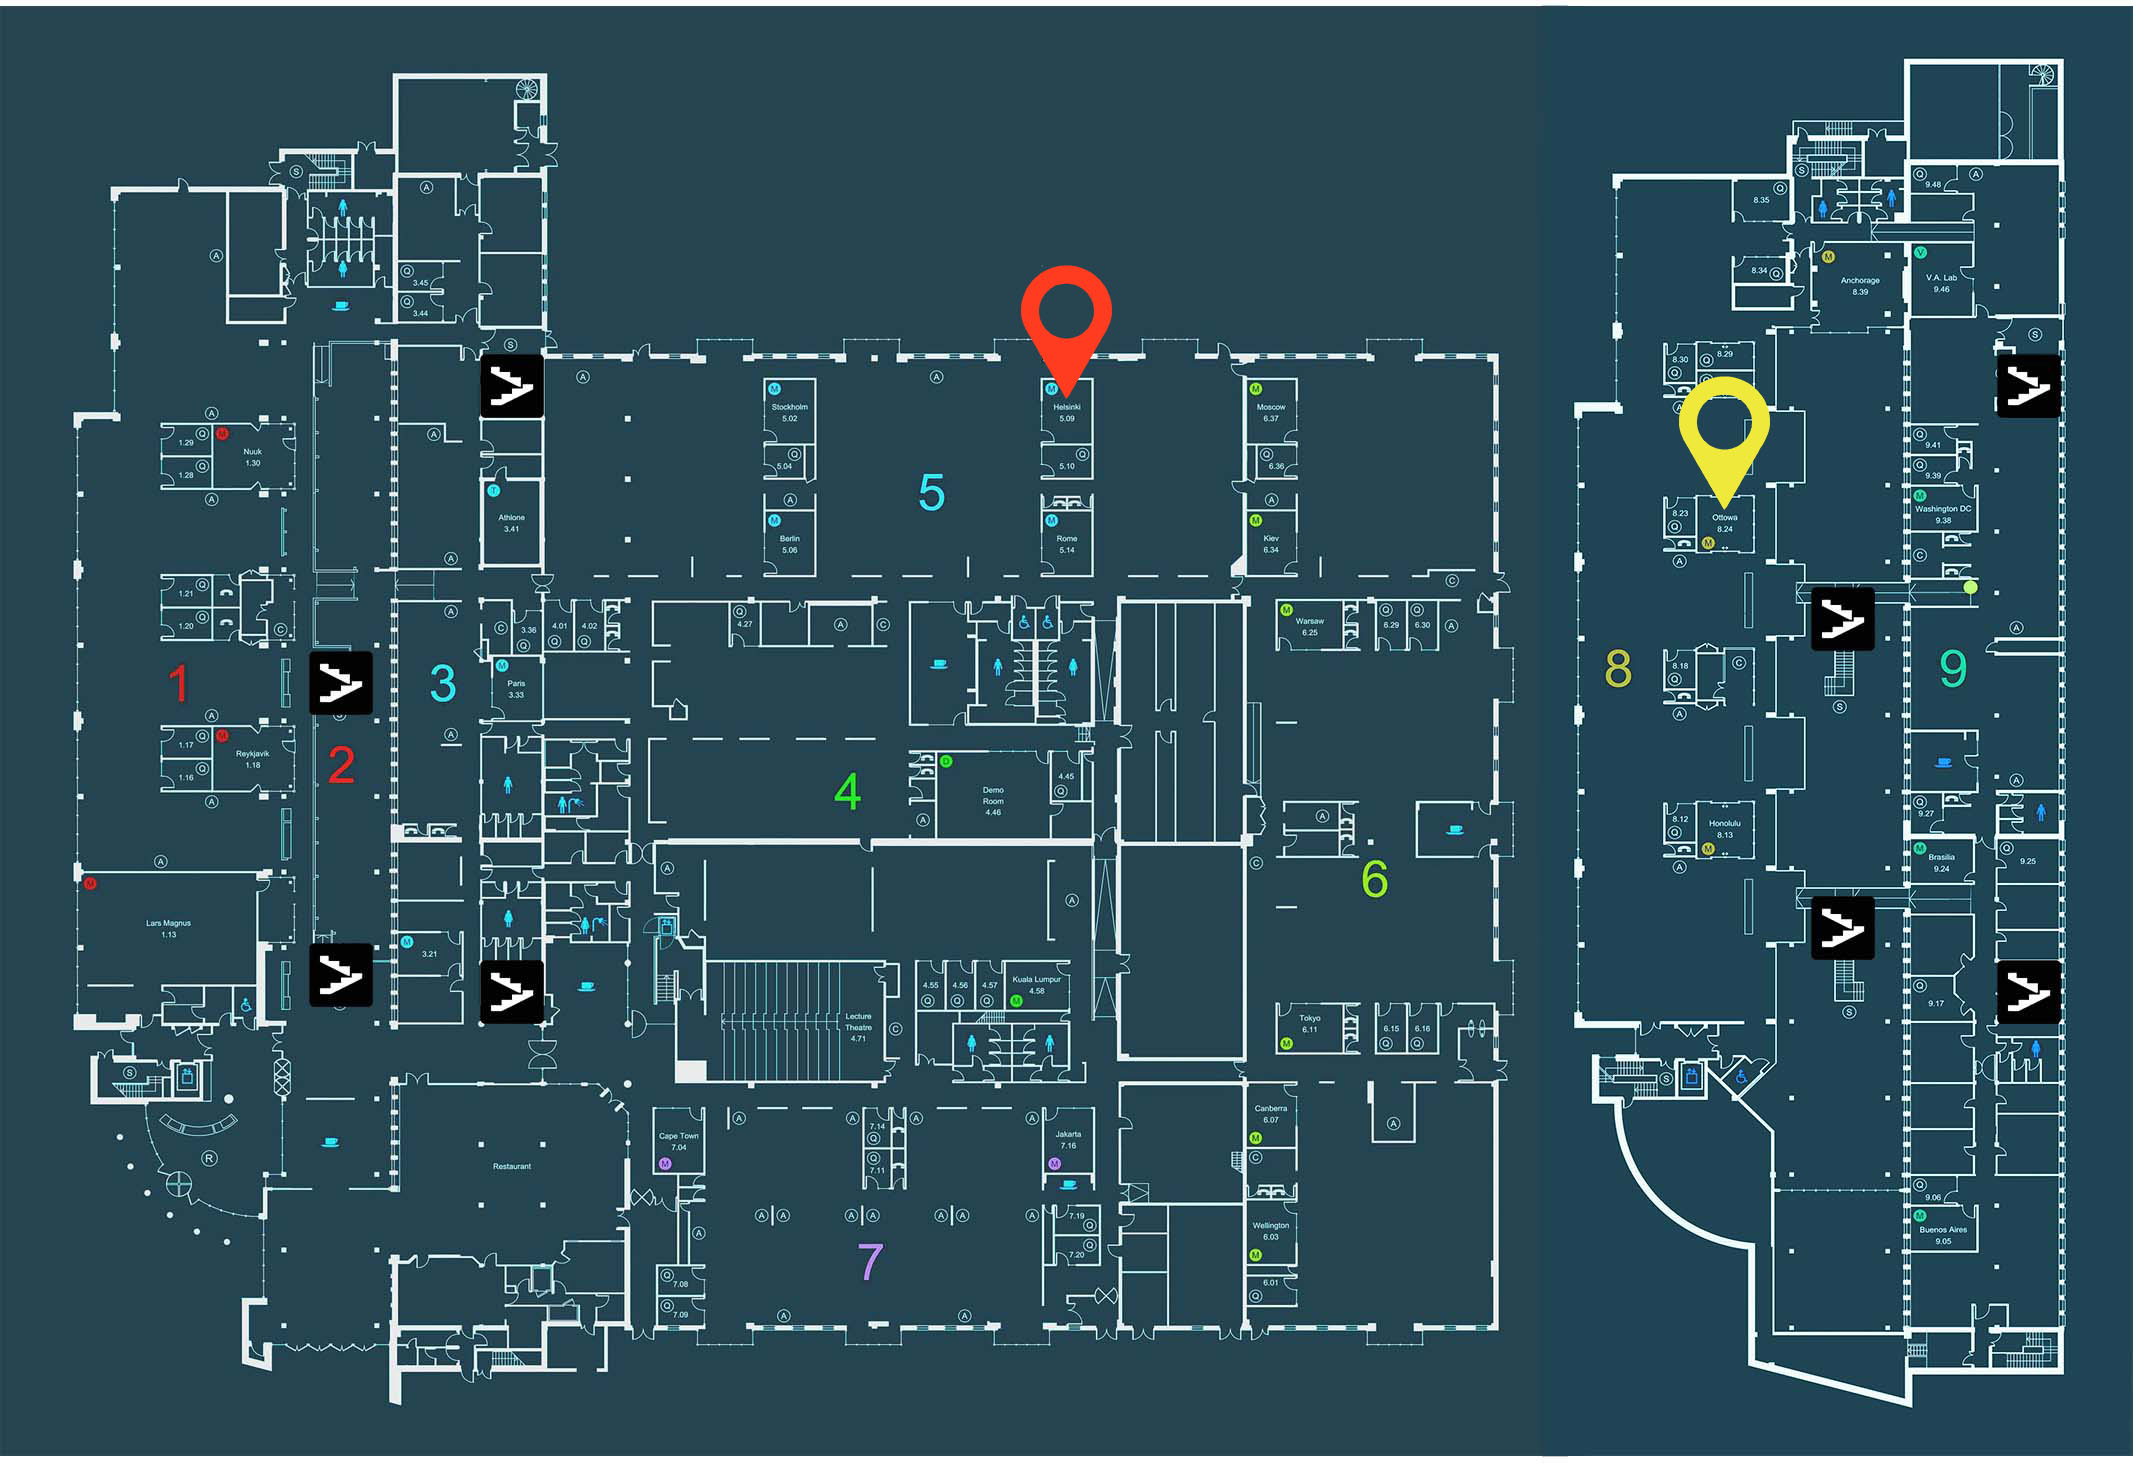 S
A
A
Q
3.45
Q
3.44
S
A
A
A
A
1.29
Q
M
Nuuk
1.30
1.28
Q
A
A
T
Athlone
3.41
A
M
Stockholm
5.02
5.04
Q
A
M
Berlin
5.06
5
M
Helsinki
5.09
5.10
Q
M
Rome
5.14
M
Moscow
6.37
Q
6.36
A
M
Kiev
6.34
C
1.21
Q
1.20
Q
C
A
C
3.36
Q
4.01
Q
4.02
Q
Q
4.27
A
C
M
Warsaw
6.25
Q
6.29
Q
6.30
A
1
2
3
M
Paris
3.33
A
A
1.17
Q
M
Reykjavik
1.18
1.16
Q
A
4
D
Demo
Room
4.46
4.45
Q
A
A
C
6
A
M
Lars Magnus
1.13
M
3.21
A
A
Lecture
Theatre
4.71
C
4.55
Q
4.56
Q
4.57
Q
Kuala Lumpur
4.58
M
Tokyo
6.11
M
6.15
Q
6.16
Q
S
R
Restaurant
Cape Town
7.04
M
A
A
7.14
Q
7.11
Q
A
A
Jakarta
7.16
M
Canberra
6.07
M
C
A
A
A
A
A
A
A
A
A
7
7.19
Q
7.20
Q
Wellington
6.03
M
6.01
Q
Q
7.08
Q
7.09
A
A
S
8.35
Q
8.34
Q
M
Anchorage
8.39
Q
9.48
A
V
V.A. Lab
9.46
S
8.30
Q
8.29
Q
8.23
Q
Ottowa
8.24
M
A
Q
9.41
Q
9.39
M
Washington DC
9.38
C
A
8
8.18
Q
C
A
S
9
A
8.12
Q
Honolulu
8.13
M
A
Q
9.27
M
Brasilia
9.24
Q
9.25
Q
9.17
S
S
Q
9.06
M
Buenos Aires
9.05